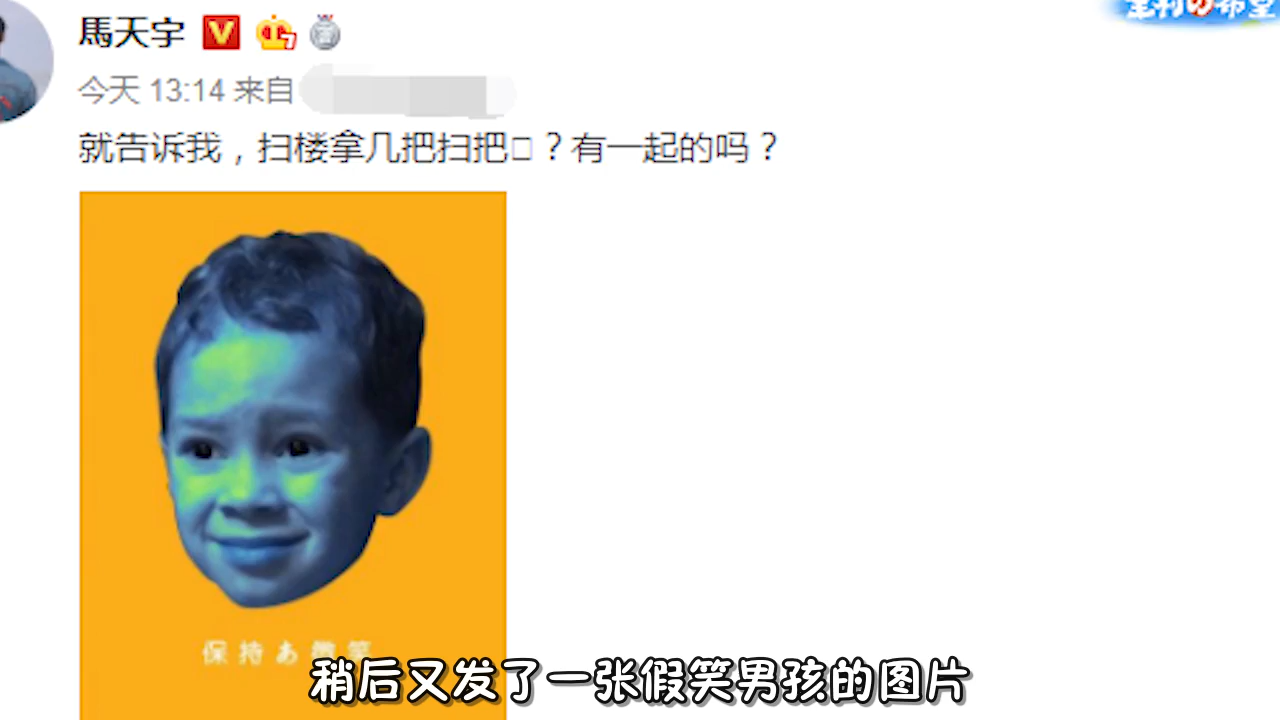 馬天宇
今天 13:14 来自
就告诉我，扫楼拿几把扫把□？有一起的吗？
保持あ微笑
稍后又发了一张假笑男孩的图片